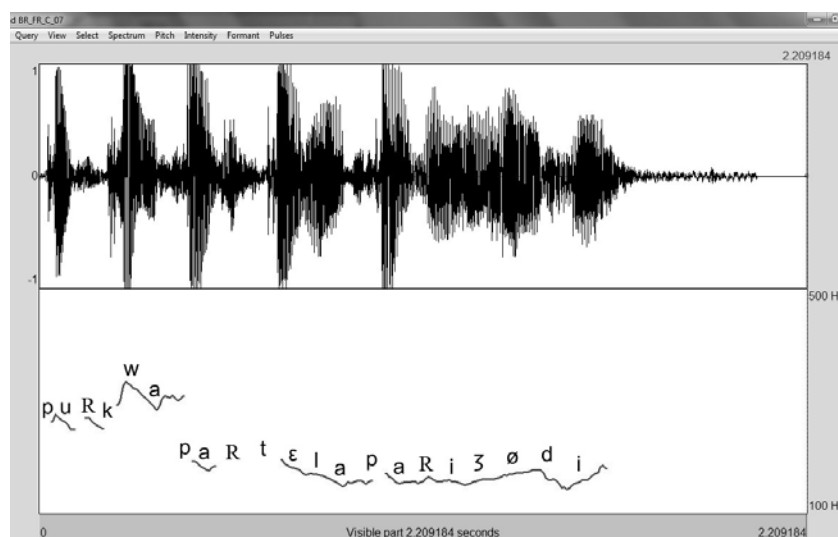 d BR_FR_C_07
Query View Select Spectrum Pitch Intensity Formant Pulses
2.209184
1
0
-1
500 H
w
a
p u R k
p a R t ɛ l a p a R i ʒ ø d i
100 H
0 Visible part 2.209184 seconds 2.209184